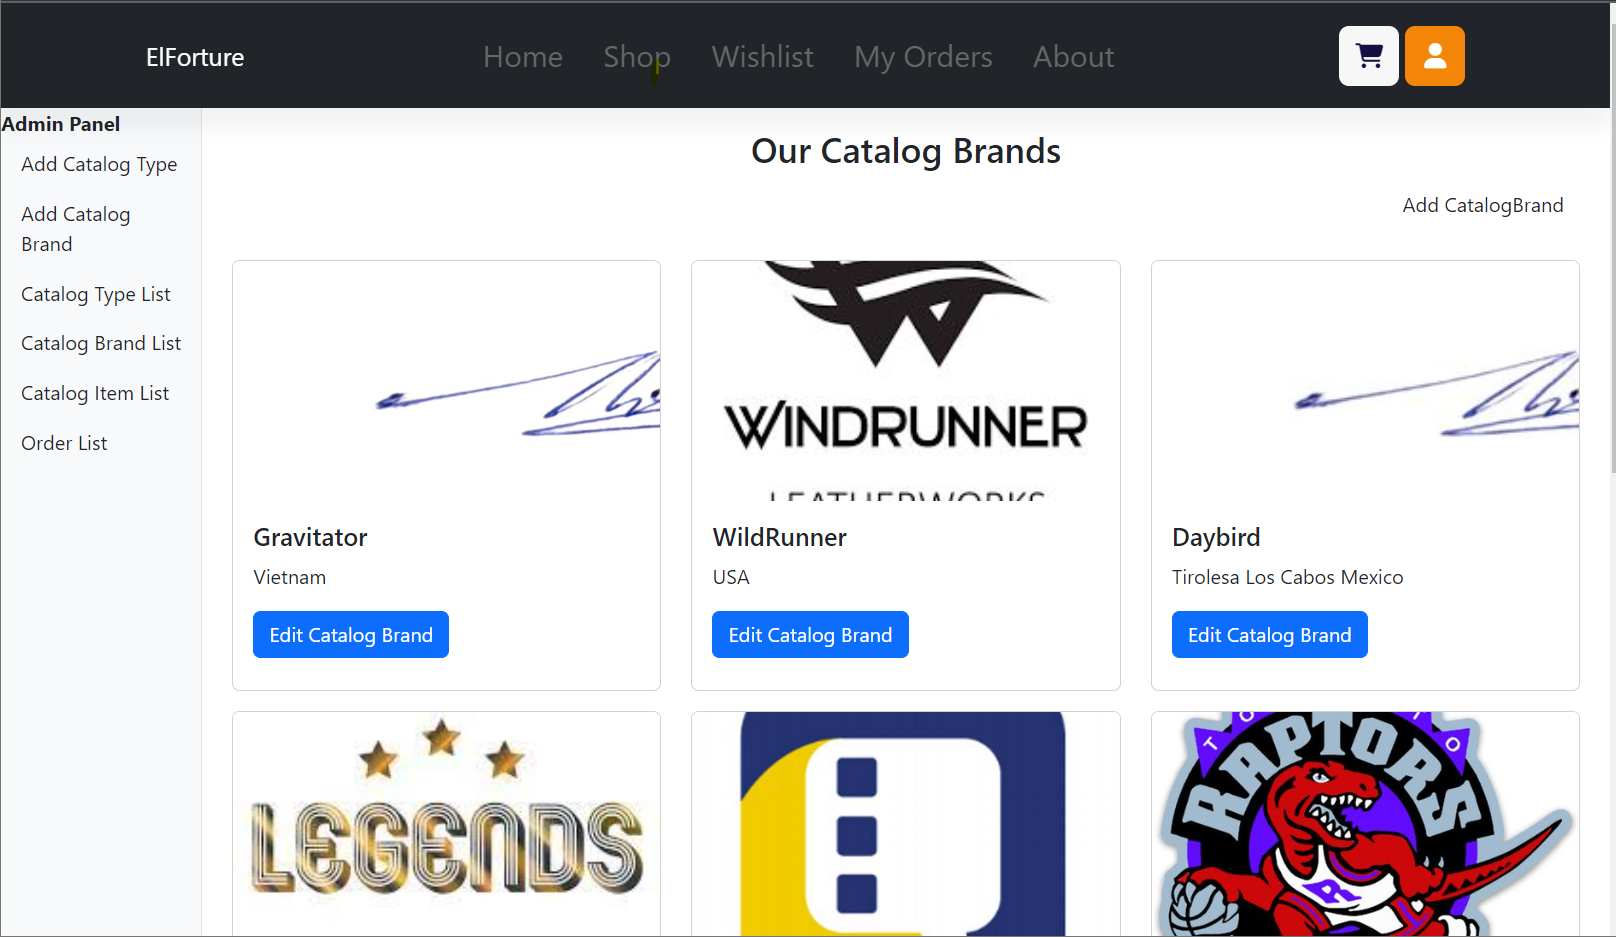 ElForture
Home Shop Wishlist My Orders About
Admin Panel
Add Catalog Type
Add Catalog
Brand
Catalog Type List
Catalog Brand List
Catalog Item List
Order List
Our Catalog Brands
Add CatalogBrand
WINDRUNNER
LEATHERWORKS
Gravitator
Vietnam
Edit Catalog Brand
WildRunner
USA
Edit Catalog Brand
Daybird
Tirolesa Los Cabos Mexico
Edit Catalog Brand
LEGENDS
RAPTORS